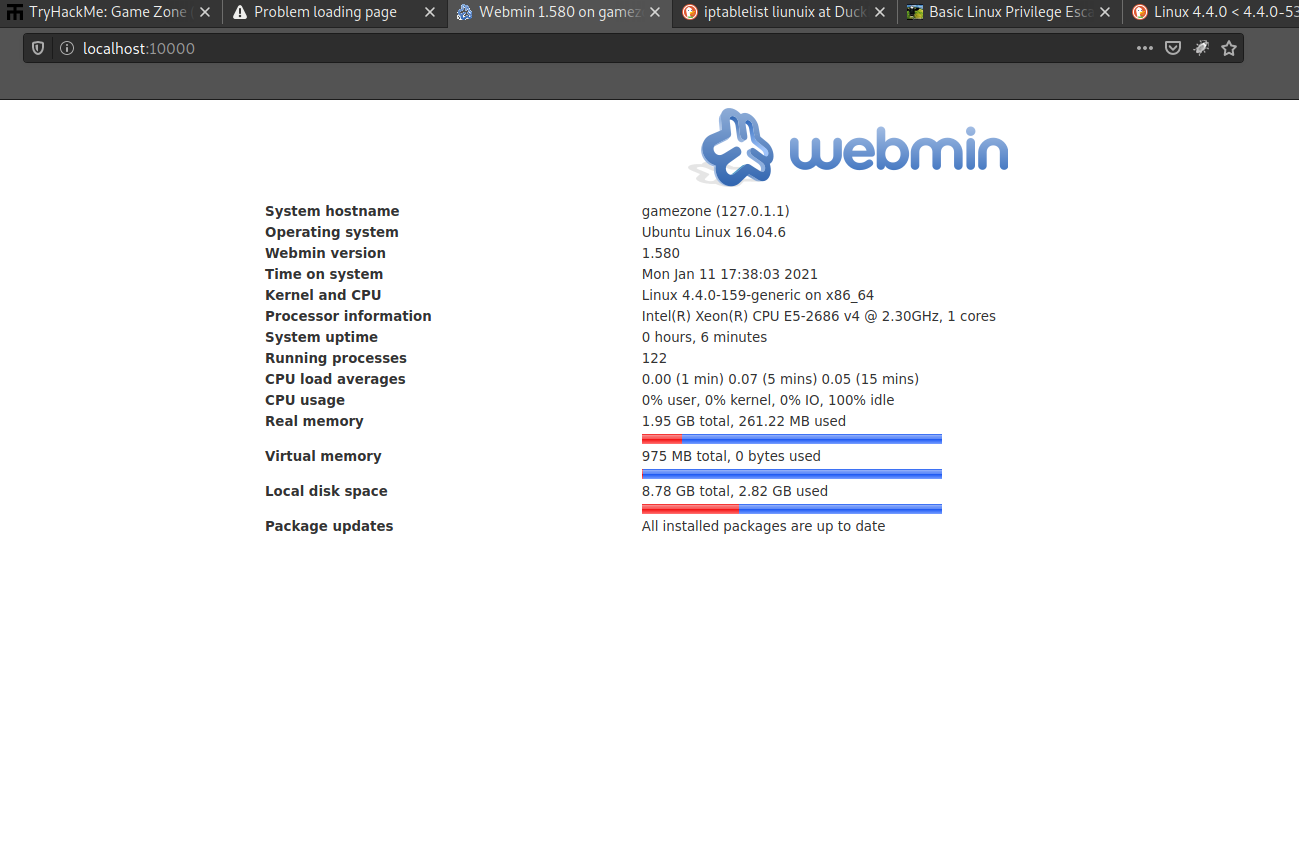 TryHackMe: Game Zone
Problem loading page
Webmin 1.580 on gamez
iptablelist liunuix at Duck
Basic Linux Privilege Esca
Linux 4.4.0 < 4.4.0-53
localhost:10000
webmin
System hostname gamezone (127.0.1.1)
Operating system Ubuntu Linux 16.04.6
Webmin version 1.580
Time on system Mon Jan 11 17:38:03 2021
Kernel and CPU Linux 4.4.0-159-generic on x86_64
Processor information Intel(R) Xeon(R) CPU E5-2686 v4 @ 2.30GHz, 1 cores
System uptime 0 hours, 6 minutes
Running processes 122
CPU load averages 0.00 (1 min) 0.07 (5 mins) 0.05 (15 mins)
CPU usage 0% user, 0% kernel, 0% IO, 100% idle
Real memory 1.95 GB total, 261.22 MB used
Virtual memory 975 MB total, 0 bytes used
Local disk space 8.78 GB total, 2.82 GB used
Package updates All installed packages are up to date